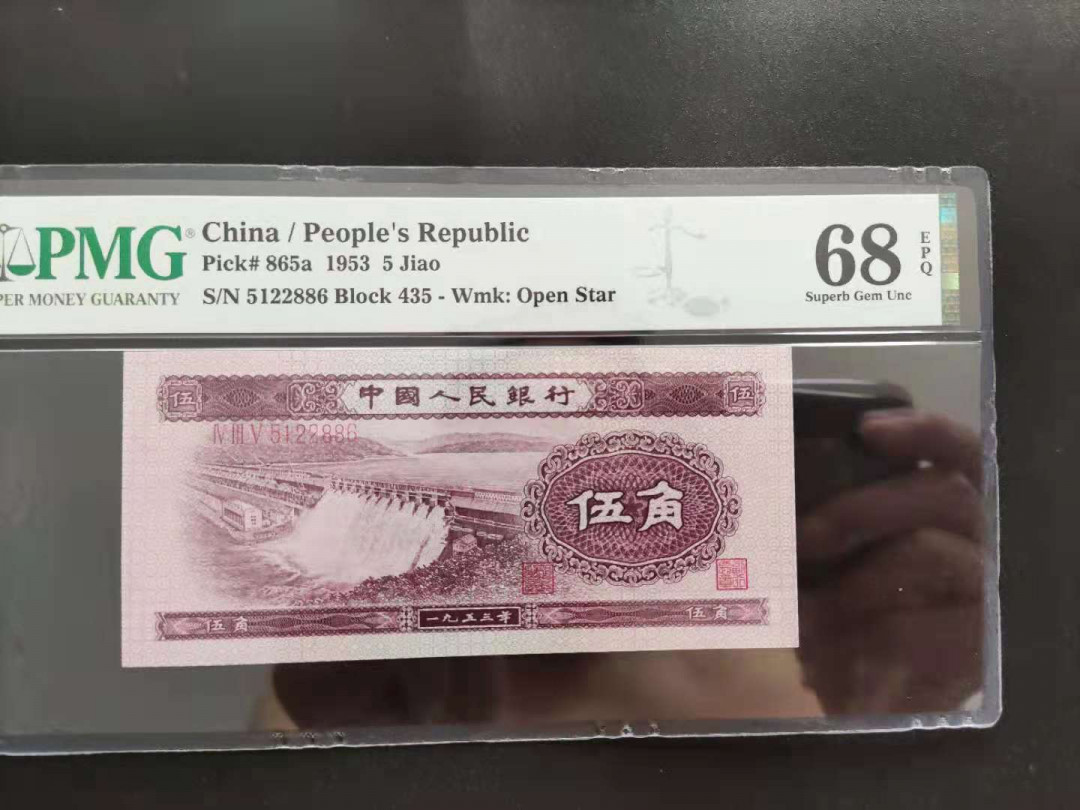 PMG®
PER MONEY GUARANTY
China / People's Republic
Pick# 865a 1953 5 Jiao
S/N 5122886 Block 435 - Wmk: Open Star
68
EPQ
Superb Gem Unc
伍 中國人民銀行 伍
IV III V 5122886
伍角
伍角 一九五三年 伍角